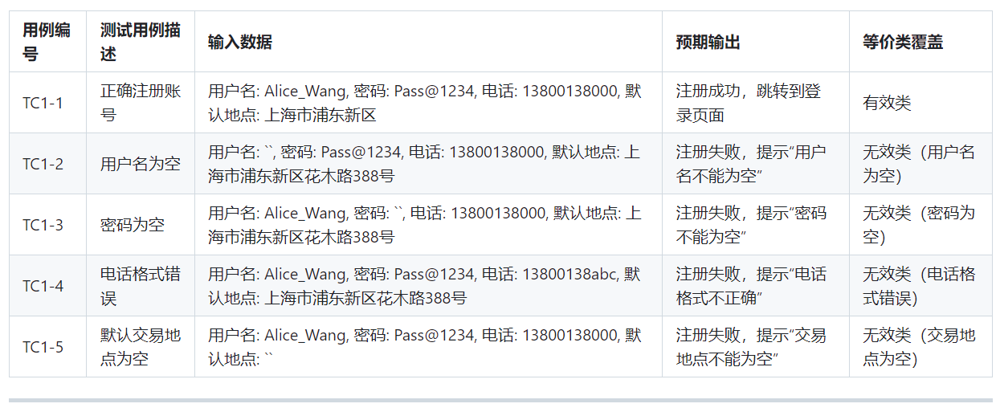 用例编号
测试用例描述
输入数据
预期输出
等价类覆盖
TC1-1
正确注册账号
用户名: Alice_Wang, 密码: Pass@1234, 电话: 13800138000, 默
认地点: 上海市浦东新区
注册成功，跳转到登
录页面
有效类
TC1-2
用户名为空
用户名: ``, 密码: Pass@1234, 电话: 13800138000, 默认地点: 上
海市浦东新区花木路388号
注册失败，提示“用户
名不能为空”
无效类（用户名
为空）
TC1-3
密码为空
用户名: Alice_Wang, 密码: ``, 电话: 13800138000, 默认地点: 上
海市浦东新区花木路388号
注册失败，提示“密码
不能为空”
无效类（密码为
空）
TC1-4
电话格式错
误
用户名: Alice_Wang, 密码: Pass@1234, 电话: 13800138abc, 默
认地点: 上海市浦东新区花木路388号
注册失败，提示“电话
格式不正确”
无效类（电话格
式错误）
TC1-5
默认交易地
点为空
用户名: Alice_Wang, 密码: Pass@1234, 电话: 13800138000, 默
认地点: ``
注册失败，提示“交易
地点不能为空”
无效类（交易地
点为空）